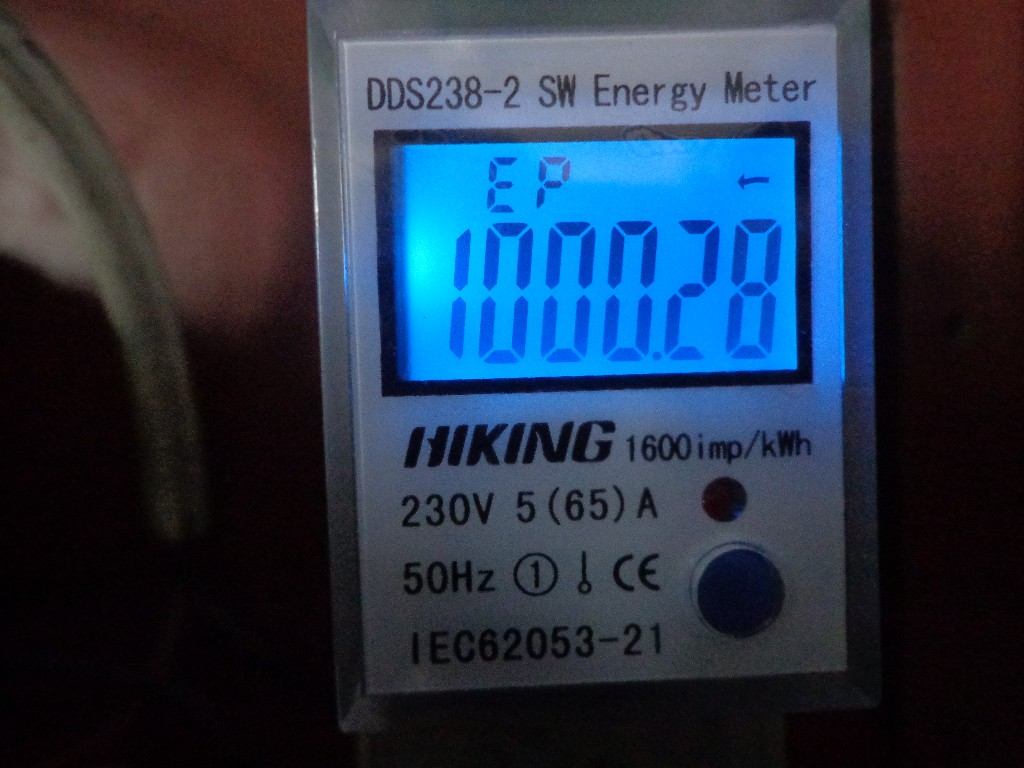 DDS238-2 SW Energy Meter
EP
1000.28
HIKING 1600imp/kWh
230V 5(65)A
50Hz ① CE
IEC62053-21